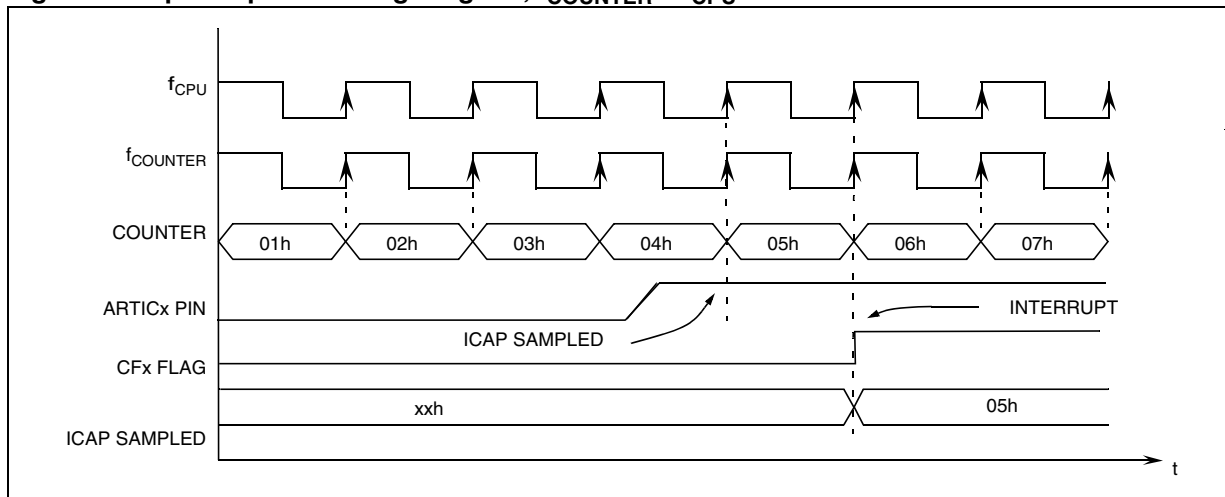 fCPU
fCOUNTER
COUNTER
01h 02h 03h 04h 05h 06h 07h
ARTICx PIN
ICAP SAMPLED
INTERRUPT
CFx FLAG
xxh 05h
ICAP SAMPLED
t